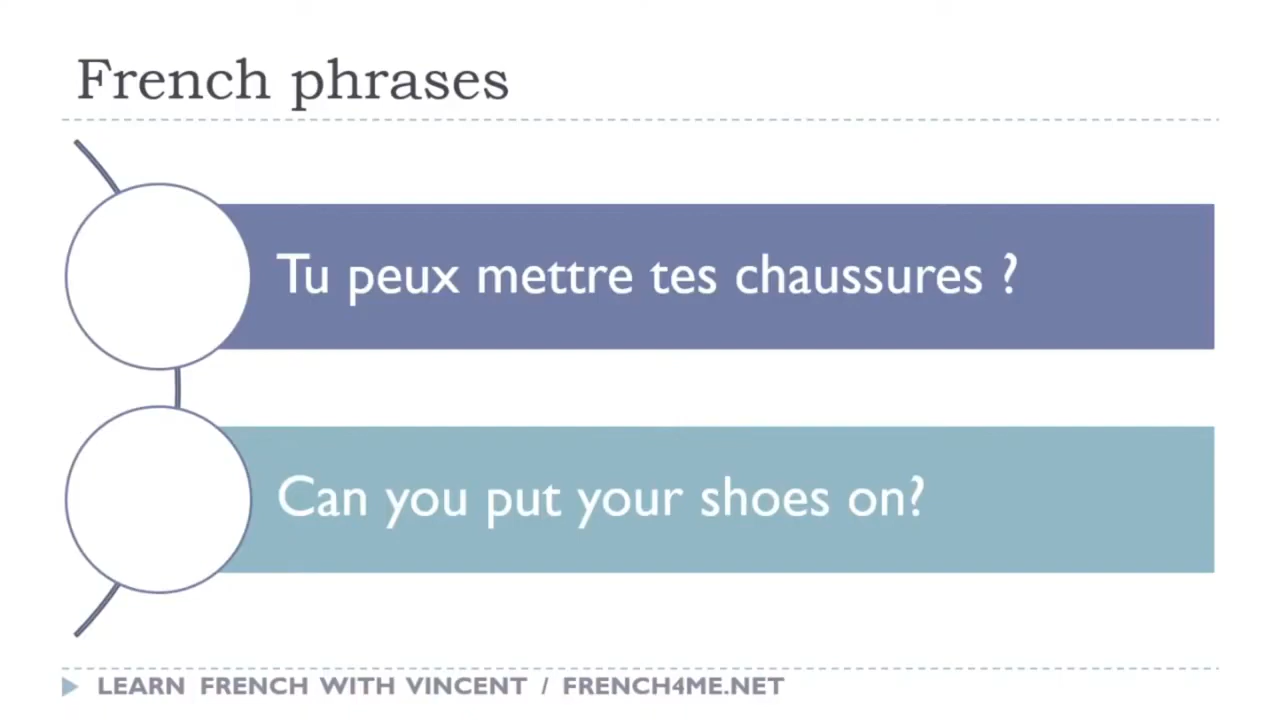 French phrases
Tu peux mettre tes chaussures ?
Can you put your shoes on?
LEARN FRENCH WITH VINCENT / FRENCH4ME.NET